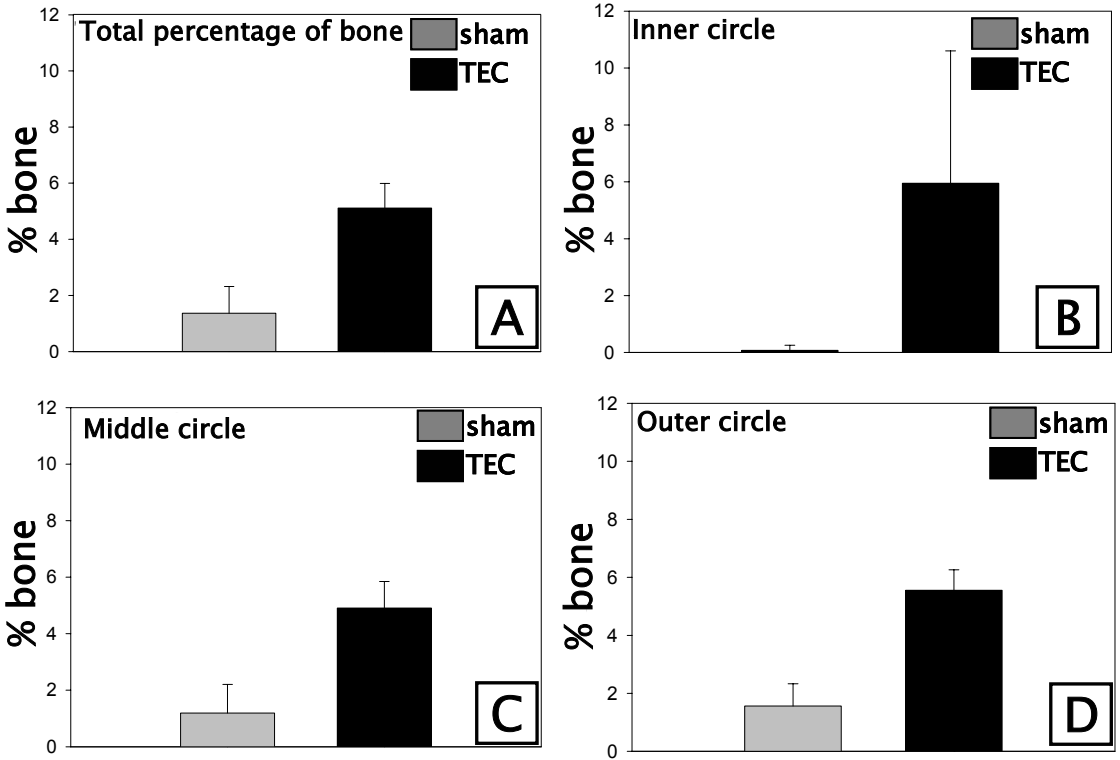 Total percentage of bone
sham
TEC
12
10
8
6
4
2
0
% bone
A
Inner circle
sham
TEC
12
10
8
6
4
2
0
% bone
B
Middle circle
sham
TEC
12
10
8
6
4
2
0
% bone
C
Outer circle
sham
TEC
12
10
8
6
4
2
0
% bone
D